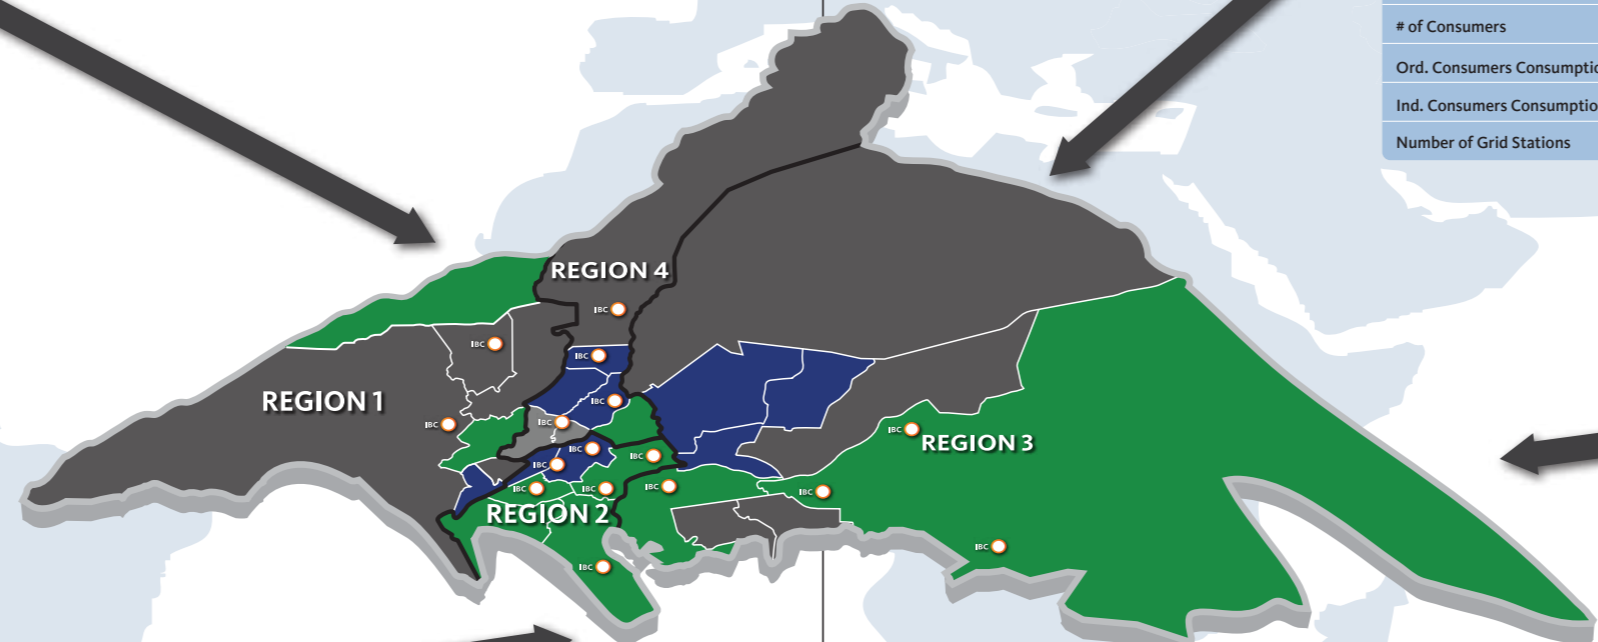 # of Consumers
Ord. Consumers Consumptio
Ind. Consumers Consumptio
Number of Grid Stations
REGION 4
IBC
IBC
IBC
REGION 1
IBC
IBC
IBC
IBC
REGION 3
IBC
IBC
IBC
IBC
IBC
IBC
IBC
REGION 2
IBC
IBC